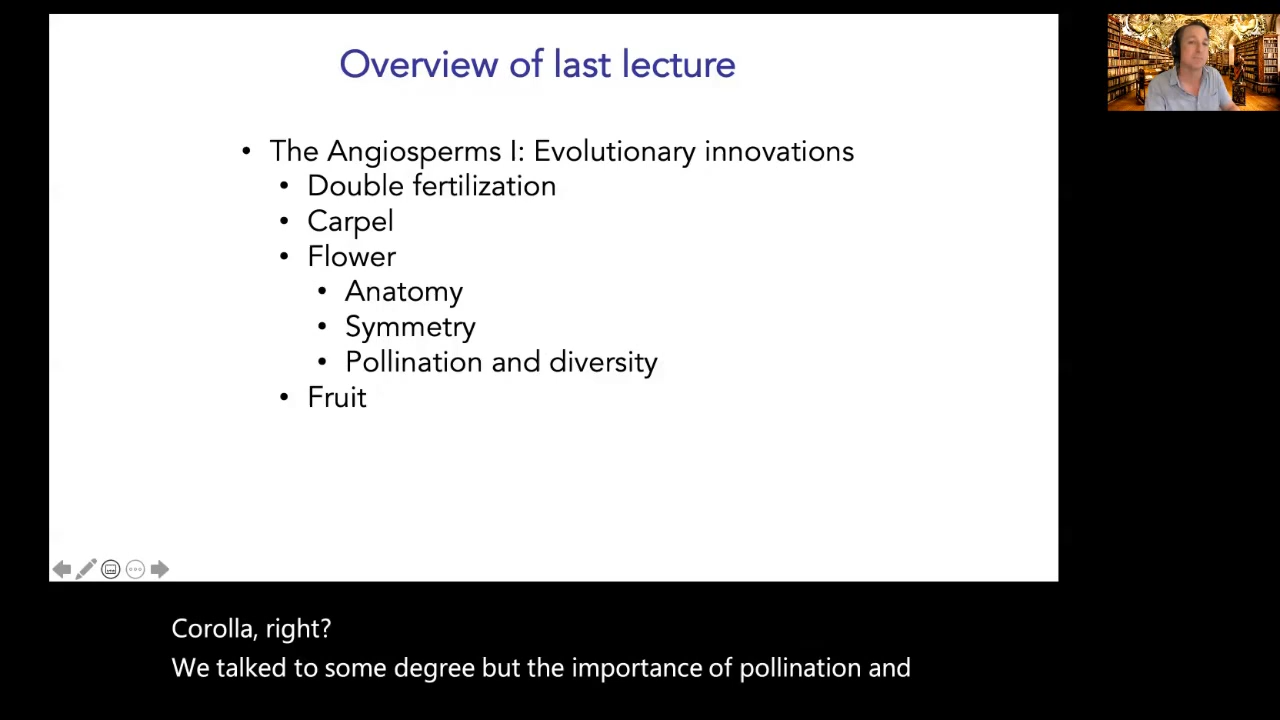 Overview of last lecture
• The Angiosperms I: Evolutionary innovations
• Double fertilization
• Carpel
• Flower
• Anatomy
• Symmetry
• Pollination and diversity
• Fruit
Corolla, right?
We talked to some degree but the importance of pollination and